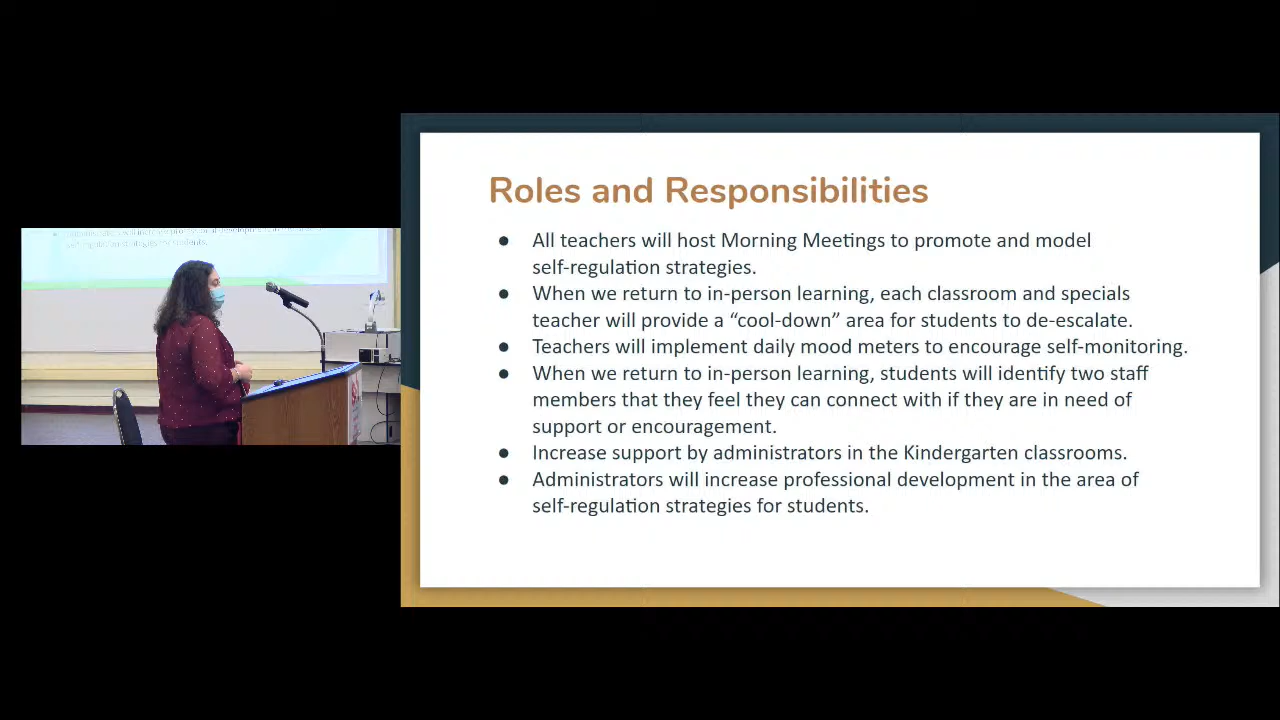 Roles and Responsibilities
● All teachers will host Morning Meetings to promote and model
self-regulation strategies.
● When we return to in-person learning, each classroom and specials
teacher will provide a “cool-down” area for students to de-escalate.
● Teachers will implement daily mood meters to encourage self-monitoring.
● When we return to in-person learning, students will identify two staff
members that they feel they can connect with if they are in need of
support or encouragement.
● Increase support by administrators in the Kindergarten classrooms.
● Administrators will increase professional development in the area of
self-regulation strategies for students.
self-regulation strategies for students.